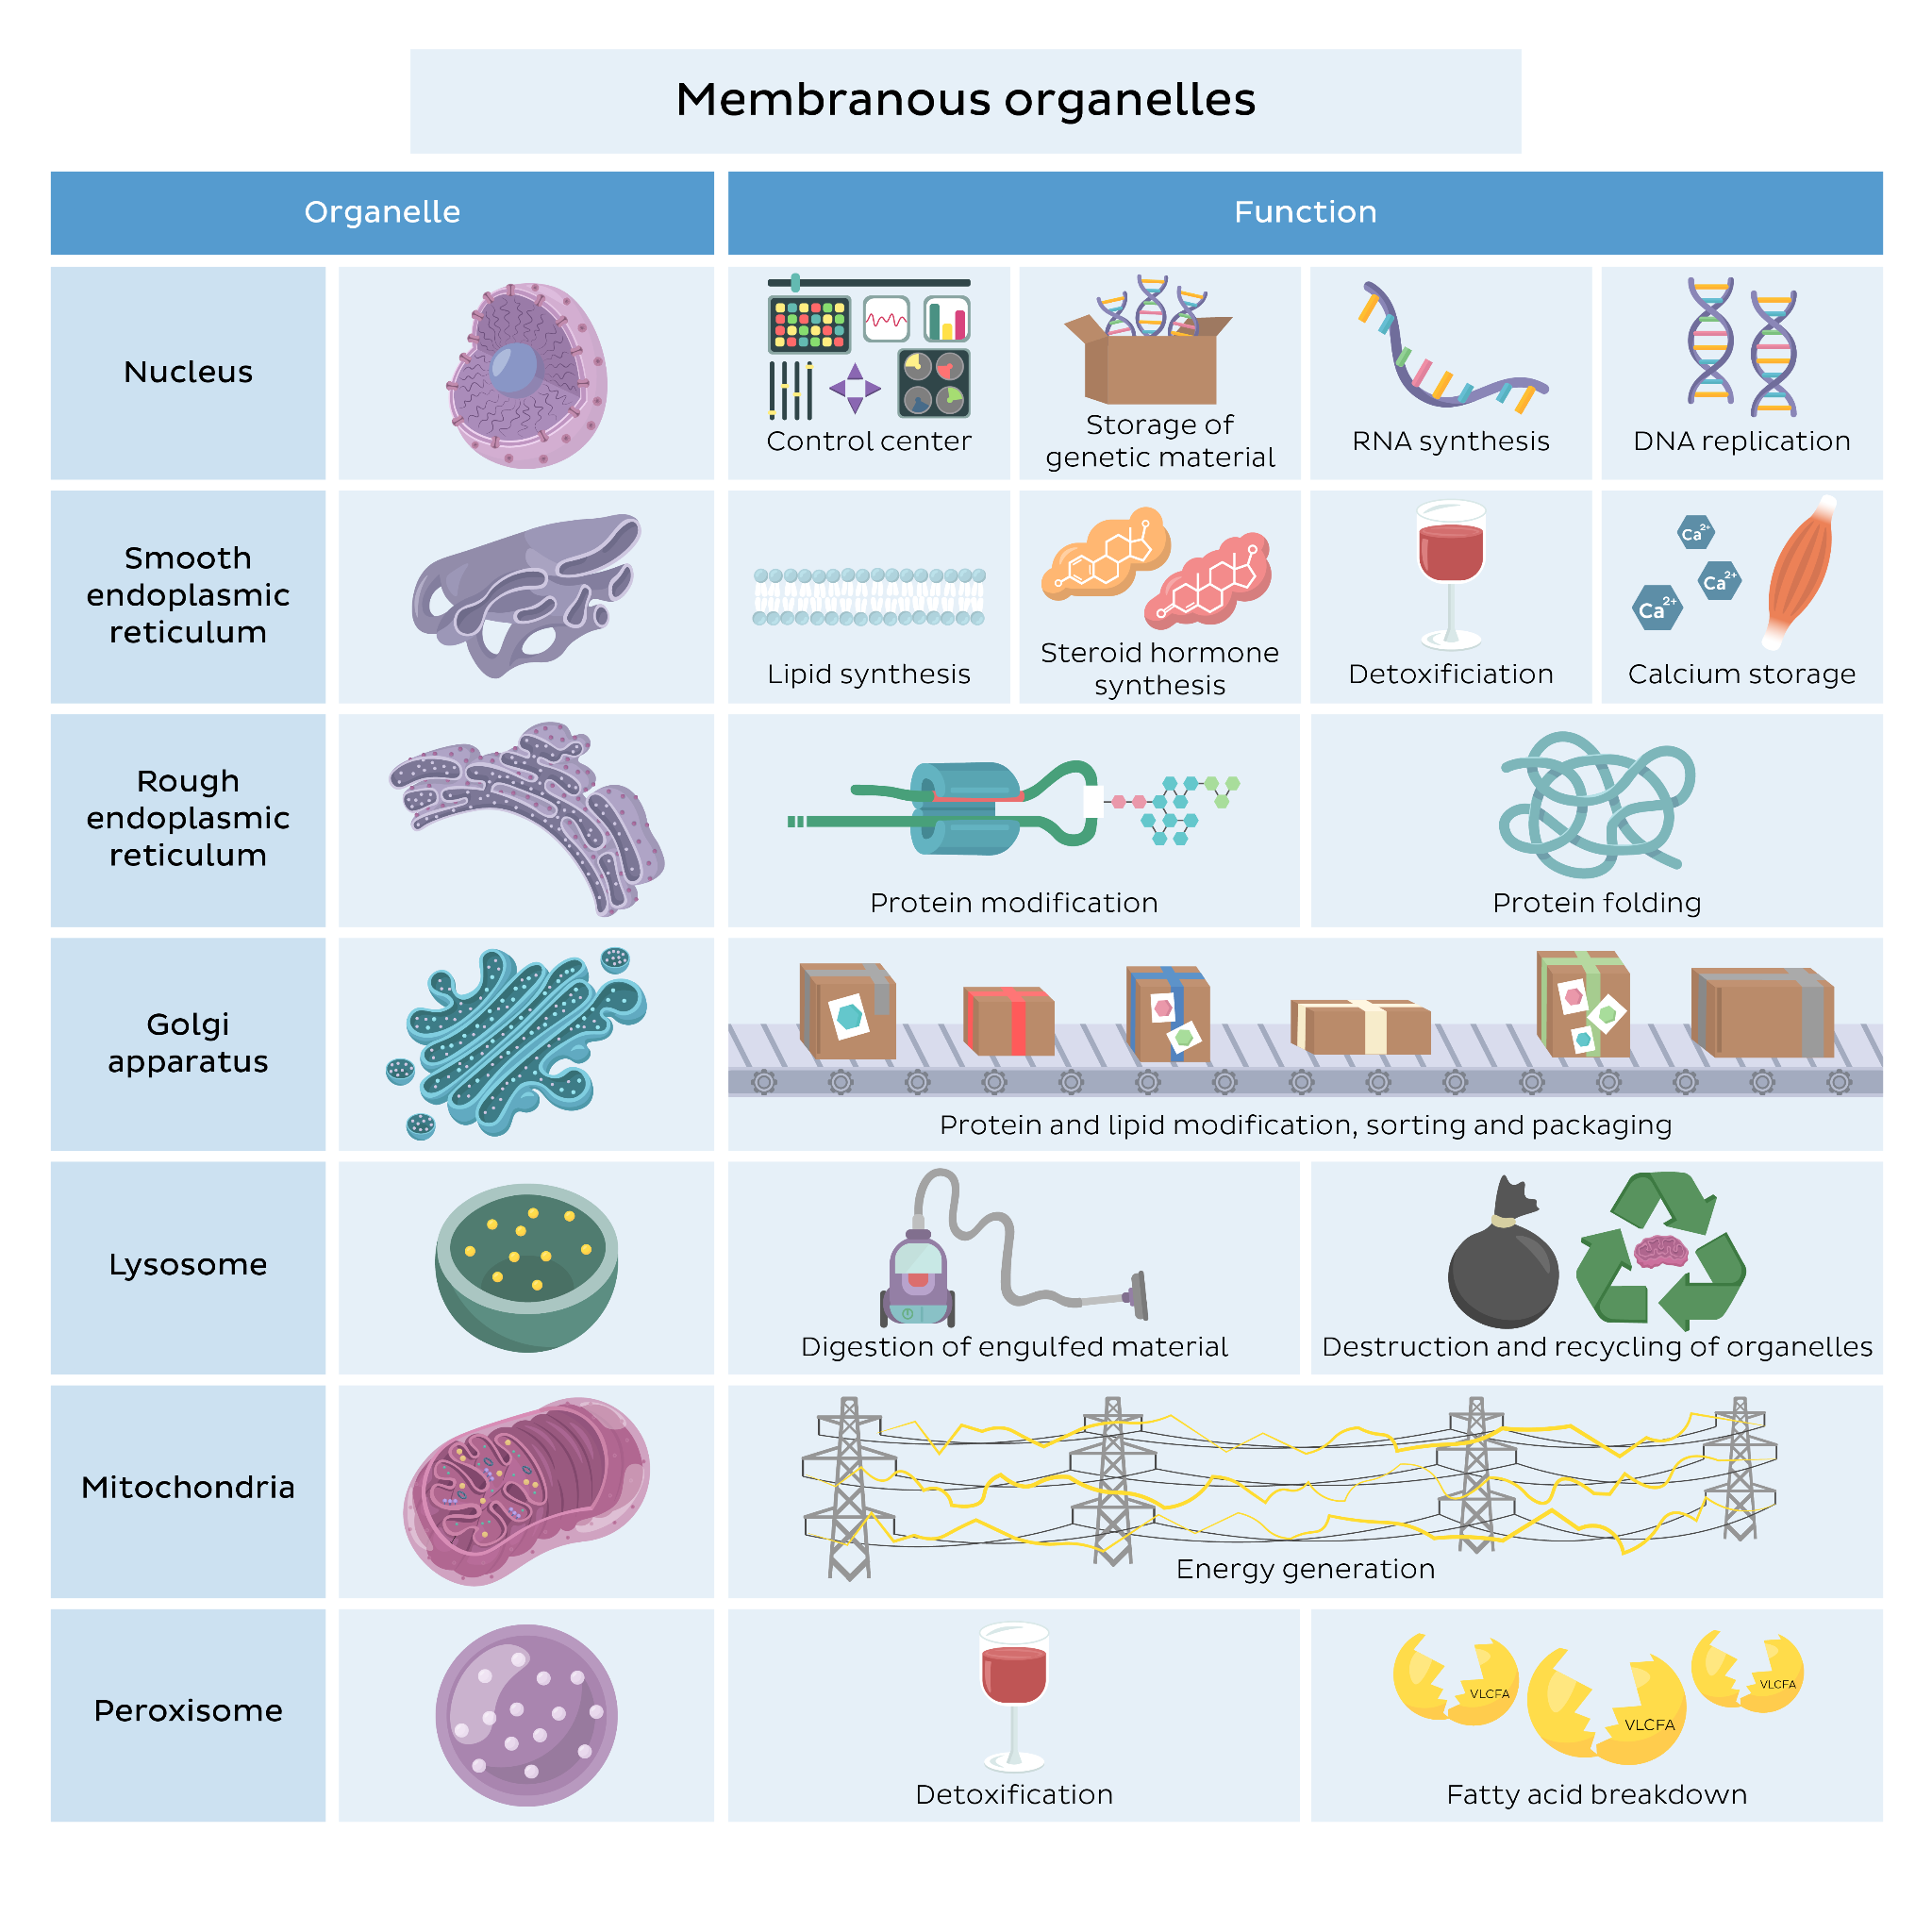 Membranous organelles
Organelle
Function
Nucleus
Control center
Storage of
genetic material
RNA synthesis
DNA replication
Smooth
endoplasmic
reticulum
Lipid synthesis
Steroid hormone
synthesis
Detoxificiation
Ca2+
Ca2+
Ca2+
Calcium storage
Rough
endoplasmic
reticulum
Protein modification
Protein folding
Golgi
apparatus
Protein and lipid modification, sorting and packaging
Lysosome
Digestion of engulfed material
Destruction and recycling of organelles
Mitochondria
Energy generation
Peroxisome
Detoxification
VLCFA
VLCFA
VLCFA
Fatty acid breakdown